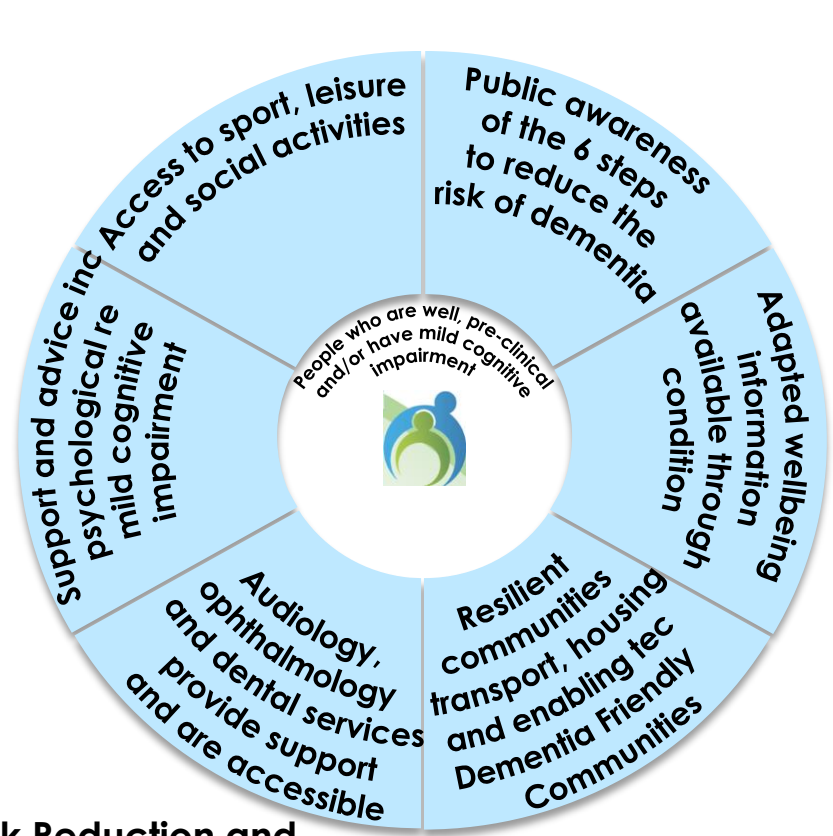 Public awareness
of the 6 steps
to reduce the
risk of dementia
Adapted wellbeing
information
available through
condition
Resilient
communities
transport, housing
and enabling tec
Dementia Friendly
Communities
Audiology,
ophthalmology
and dental services
provide support
and are accessible
Support and advice inc
psychological re
mild cognitive
impairment
Access to sport, leisure
and social activities
People who are well, pre-clinical
and/or have mild cognitive
impairment
k Reduction and